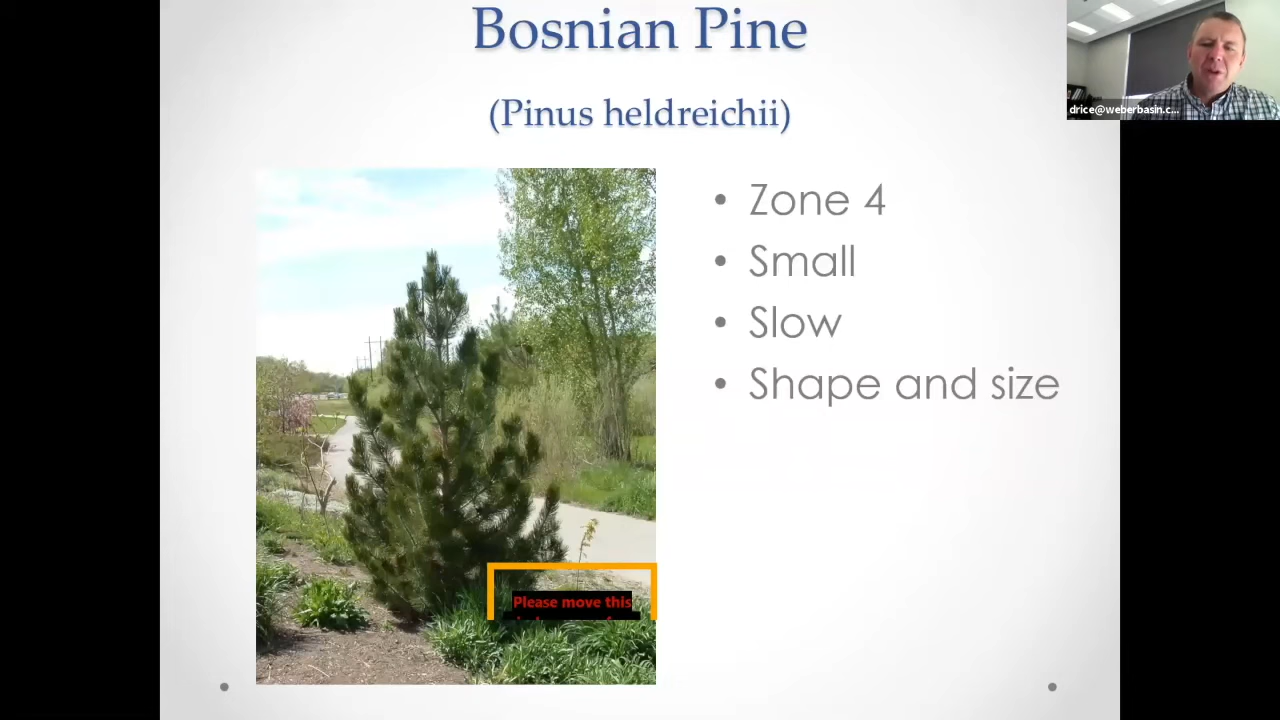 Bosnian Pine
(Pinus heldreichii)
drice@weberbasin.c...
• Zone 4
• Small
• Slow
• Shape and size
Please move this